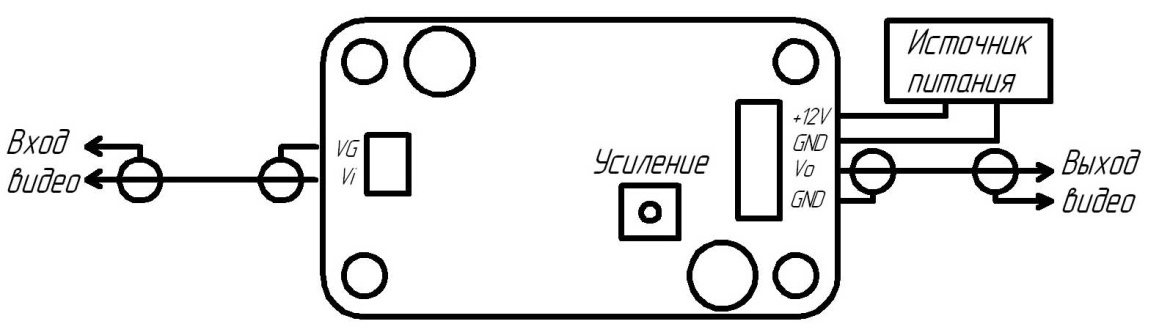 Вход
видео
VG
Vi
Усиление
+12V
GND
Vo
GND
Источник
питания
Выход
видео